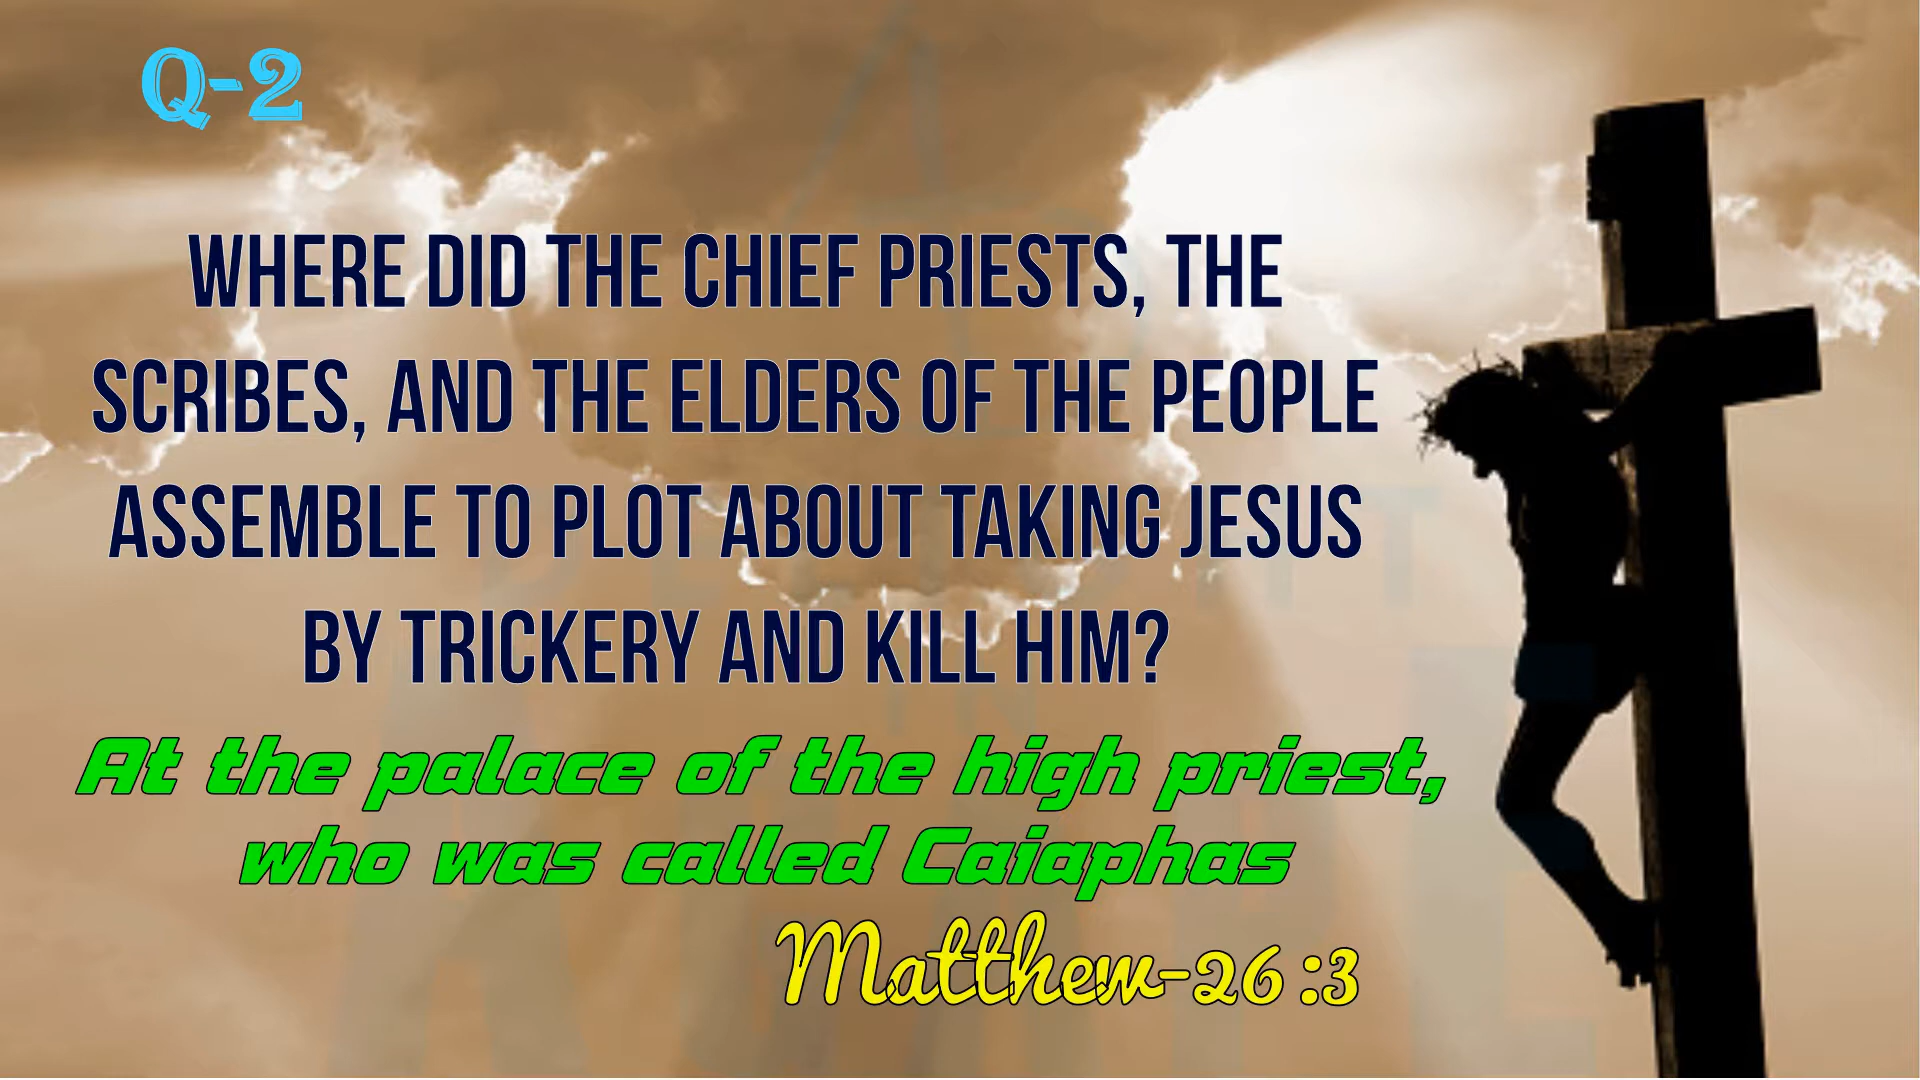 Q-2
WHERE DID THE CHIEF PRIESTS, THE
SCRIBES, AND THE ELDERS OF THE PEOPLE
ASSEMBLE TO PLOT ABOUT TAKING JESUS
BY TRICKERY AND KILL HIM?
At the palace of the high priest,
who was called Caiaphas
Matthew-26:3